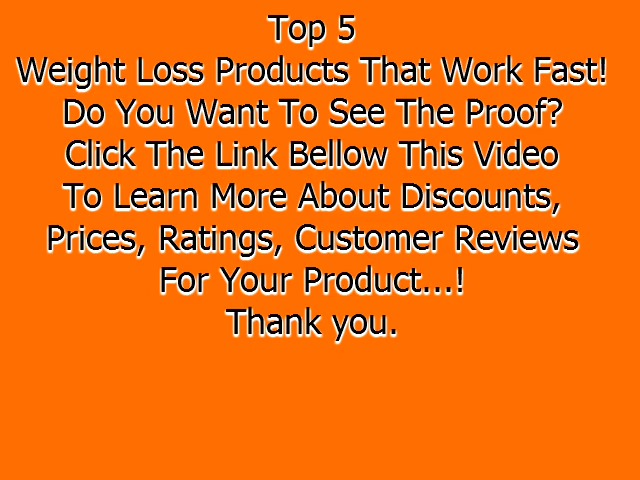 Top 5
Weight Loss Products That Work Fast!
Do You Want To See The Proof?
Click The Link Bellow This Video
To Learn More About Discounts,
Prices, Ratings, Customer Reviews
For Your Product...!
Thank you.